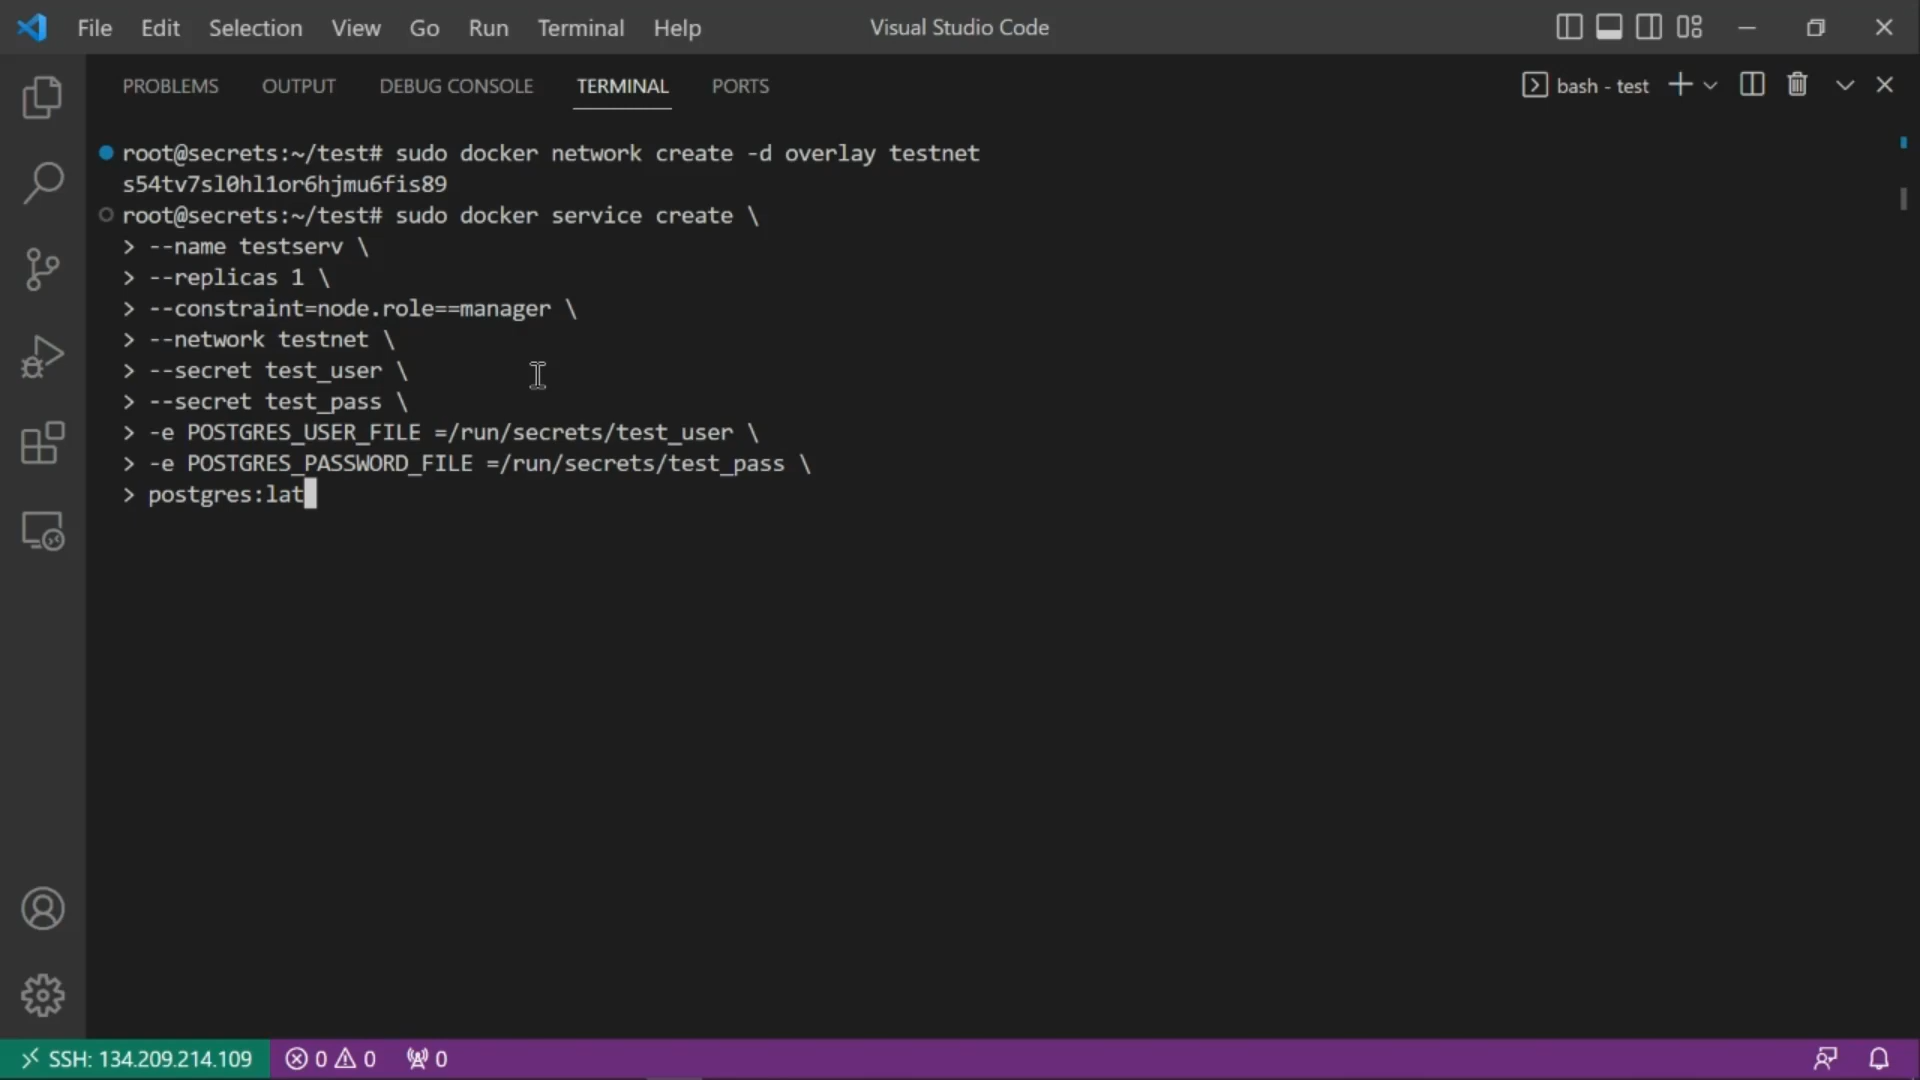 File Edit Selection View Go Run Terminal Help Visual Studio Code
PROBLEMS OUTPUT DEBUG CONSOLE TERMINAL PORTS bash - test
root@secrets:~/test# sudo docker network create -d overlay testnet
s54tv7sl0hl1or6hjmu6fis89
root@secrets:~/test# sudo docker service create \
> --name testserv \
> --replicas 1 \
> --constraint=node.role==manager \
> --network testnet \
> --secret test_user \
> --secret test_pass \
> -e POSTGRES_USER_FILE =/run/secrets/test_user \
> -e POSTGRES_PASSWORD_FILE =/run/secrets/test_pass \
> postgres:lat
SSH: 134.209.214.109 0 0 0